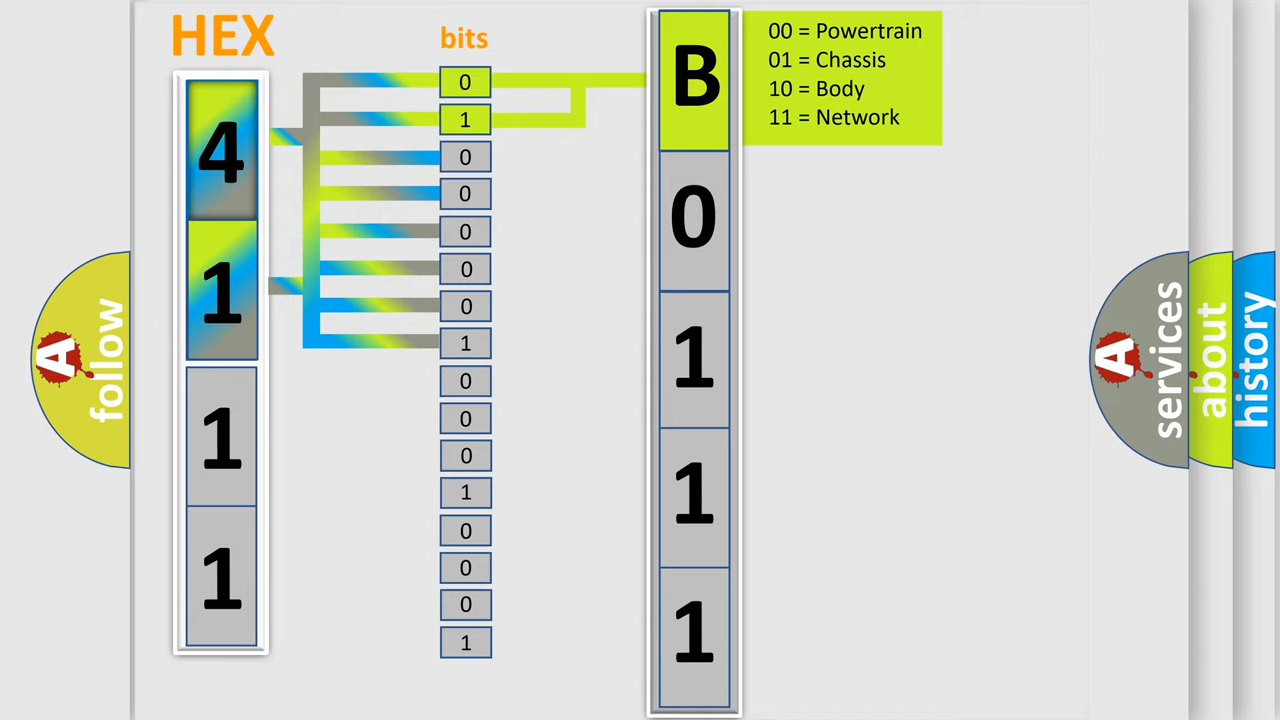 HEX
bits
4
1
1
1
0
1
0
0
0
0
0
1
0
0
0
1
0
0
0
1
B
0
1
1
1
00 = Powertrain
01 = Chassis
10 = Body
11 = Network
A
follow
A
services
about
history